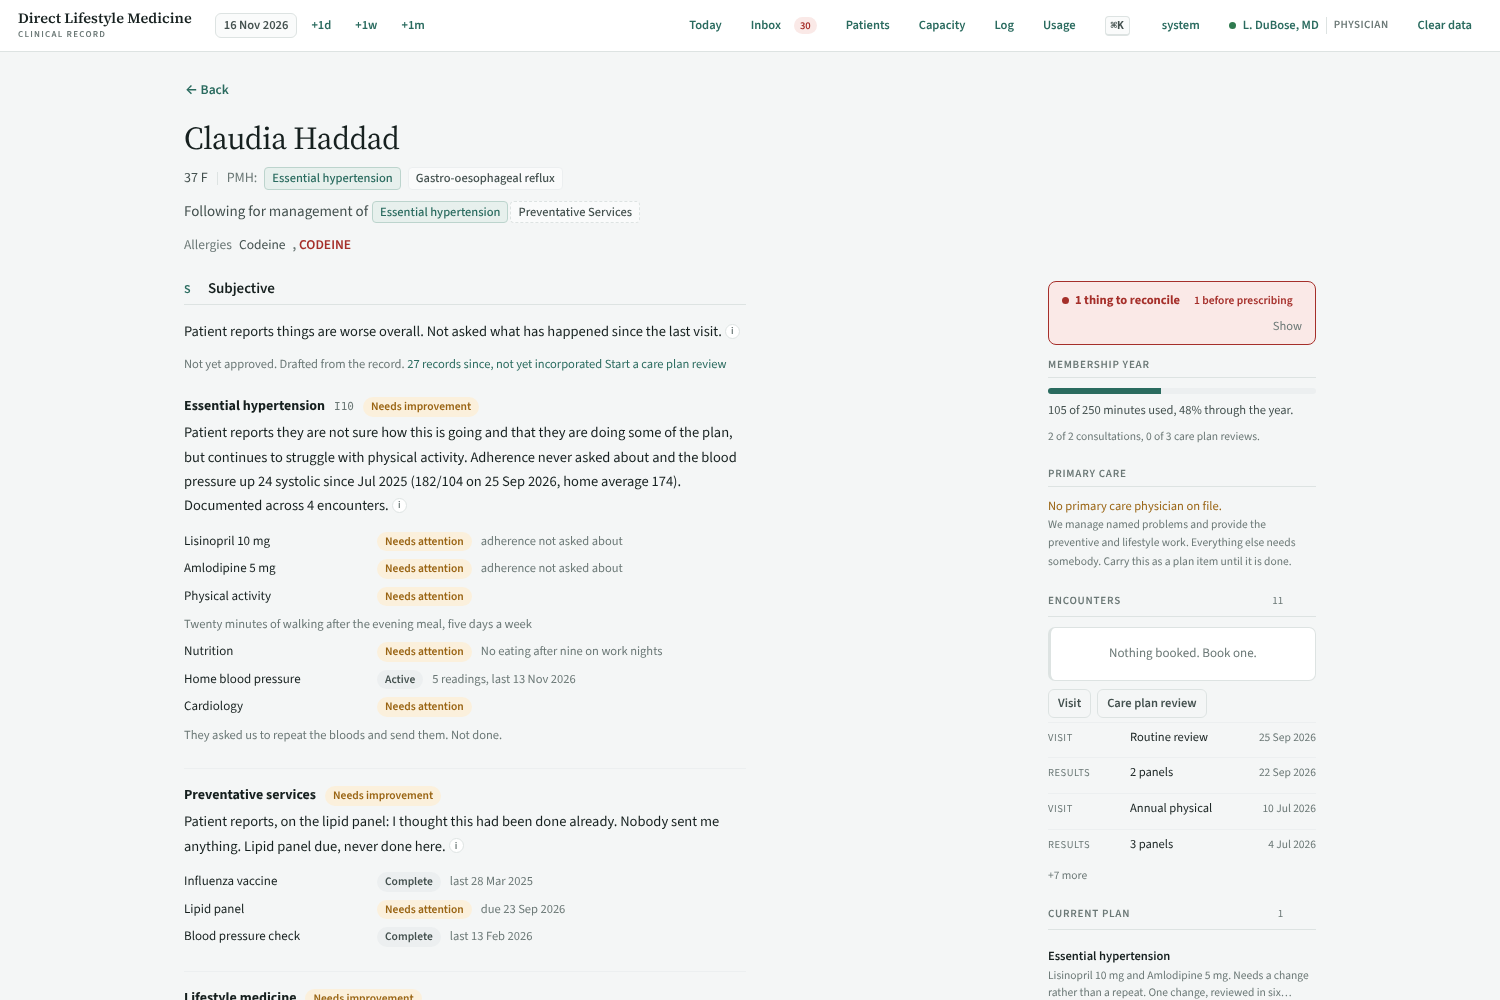 Direct Lifestyle Medicine
CLINICAL RECORD
16 Nov 2026 +1d +1w +1m
Today Inbox 30 Patients Capacity Log Usage ⌘K system L. DuBose, MD PHYSICIAN Clear data
← Back
Claudia Haddad
37 F PMH: Essential hypertension Gastro-oesophageal reflux
Following for management of Essential hypertension Preventative Services
Allergies Codeine , CODEINE
S Subjective
Patient reports things are worse overall. Not asked what has happened since the last visit. i
Not yet approved. Drafted from the record. 27 records since, not yet incorporated Start a care plan review
Essential hypertension I10 Needs improvement
Patient reports they are not sure how this is going and that they are doing some of the plan,
but continues to struggle with physical activity. Adherence never asked about and the blood
pressure up 24 systolic since Jul 2025 (182/104 on 25 Sep 2026, home average 174).
Documented across 4 encounters. i
Lisinopril 10 mg Needs attention adherence not asked about
Amlodipine 5 mg Needs attention adherence not asked about
Physical activity Needs attention
Twenty minutes of walking after the evening meal, five days a week
Nutrition Needs attention No eating after nine on work nights
Home blood pressure Active 5 readings, last 13 Nov 2026
Cardiology Needs attention
They asked us to repeat the bloods and send them. Not done.
Preventative services Needs improvement
Patient reports, on the lipid panel: I thought this had been done already. Nobody sent me
anything. Lipid panel due, never done here. i
Influenza vaccine Complete last 28 Mar 2025
Lipid panel Needs attention due 23 Sep 2026
Blood pressure check Complete last 13 Feb 2026
Lifestyle medicine Needs improvement
1 thing to reconcile 1 before prescribing
Show
MEMBERSHIP YEAR
105 of 250 minutes used, 48% through the year.
2 of 2 consultations, 0 of 3 care plan reviews.
PRIMARY CARE
No primary care physician on file.
We manage named problems and provide the
preventive and lifestyle work. Everything else needs
somebody. Carry this as a plan item until it is done.
ENCOUNTERS 11
Nothing booked. Book one.
Visit Care plan review
VISIT Routine review 25 Sep 2026
RESULTS 2 panels 22 Sep 2026
VISIT Annual physical 10 Jul 2026
RESULTS 3 panels 4 Jul 2026
+7 more
CURRENT PLAN 1
Essential hypertension
Lisinopril 10 mg and Amlodipine 5 mg. Needs a change
rather than a repeat. One change, reviewed in six…